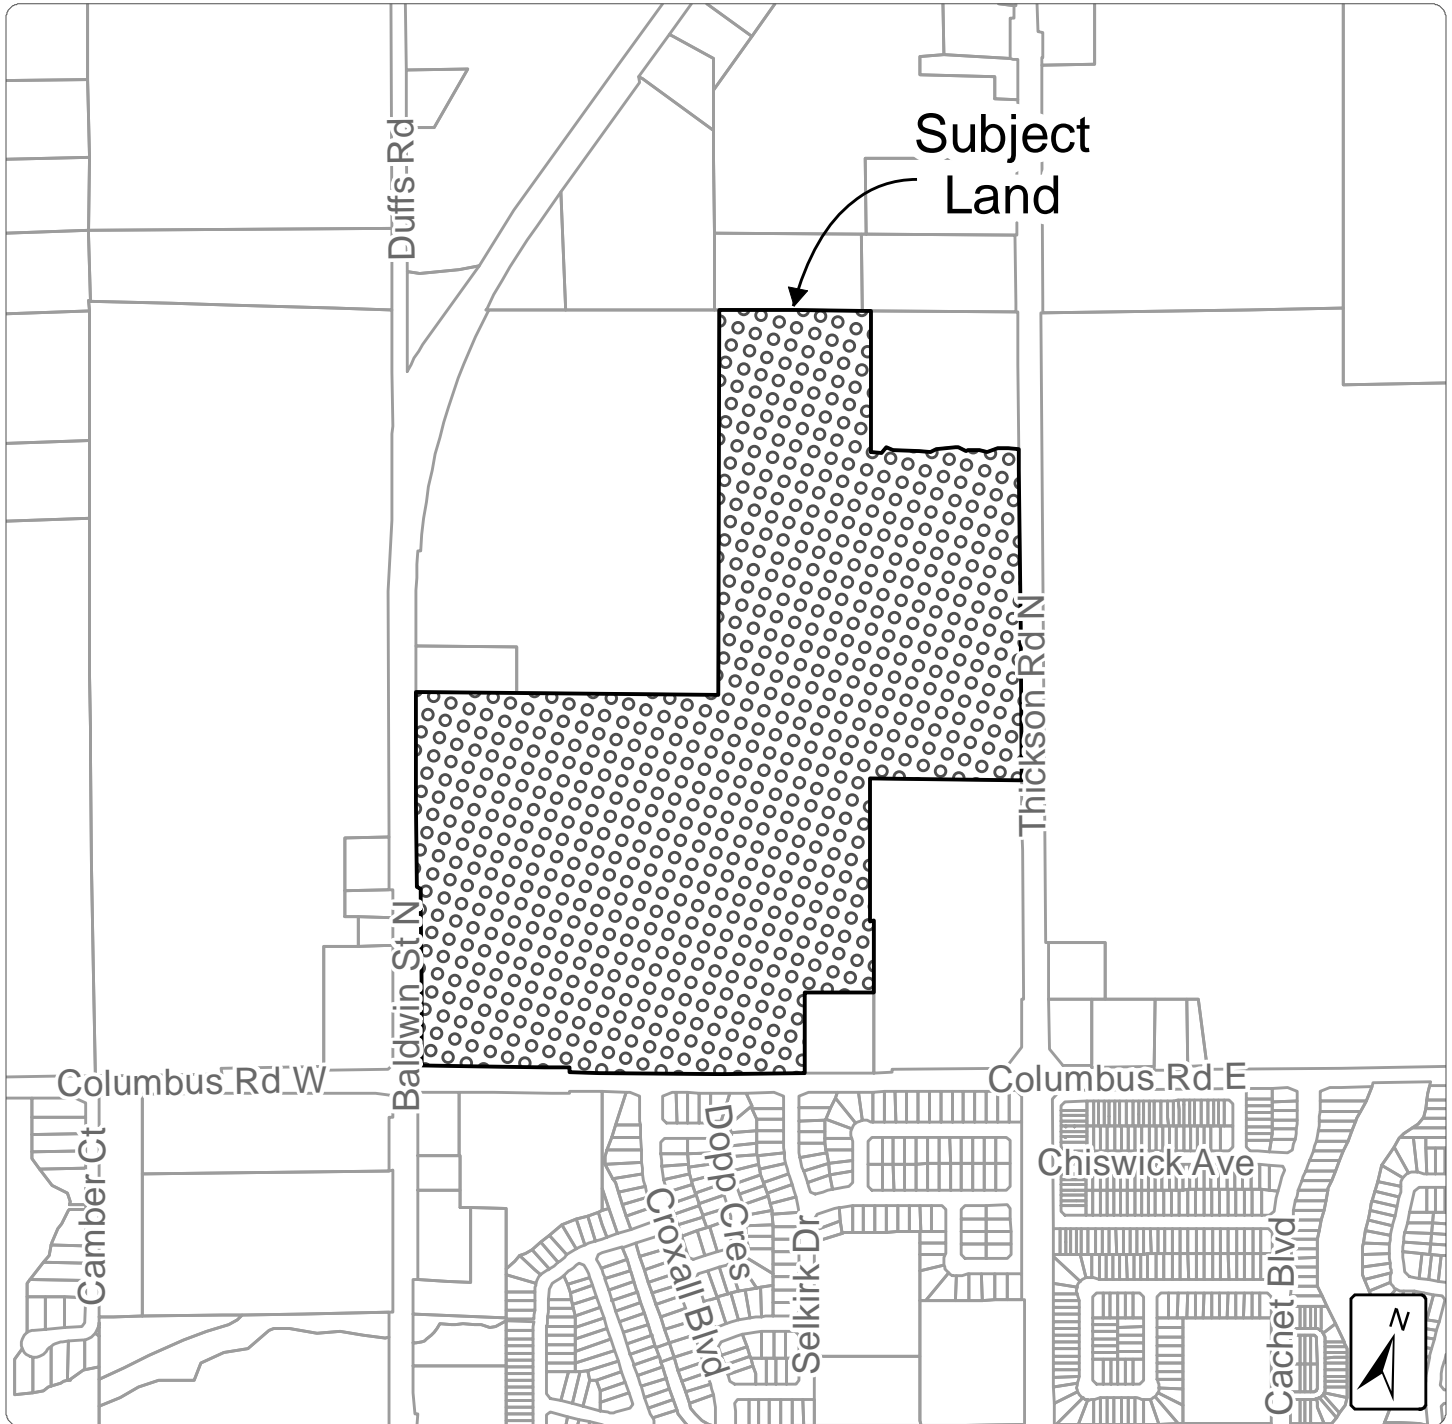 Subject
Land
Duffs Rd
Thickson Rd N
Baldwin St N
Columbus Rd W
Columbus Rd E
Camber Ct
Dopp Cres
Croxall Blvd
Selkirk Dr
Chiswick Ave
Cachet Blvd
N